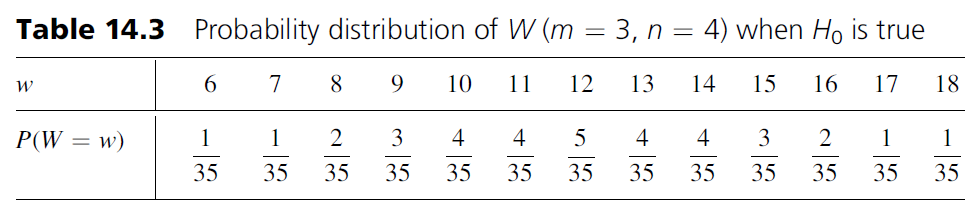 Table 14.3 Probability distribution of W (m = 3, n = 4) when H₀ is true
w 6 7 8 9 10 11 12 13 14 15 16 17 18
P(W = w) 1/35 1/35 2/35 3/35 4/35 4/35 5/35 4/35 4/35 3/35 2/35 1/35 1/35